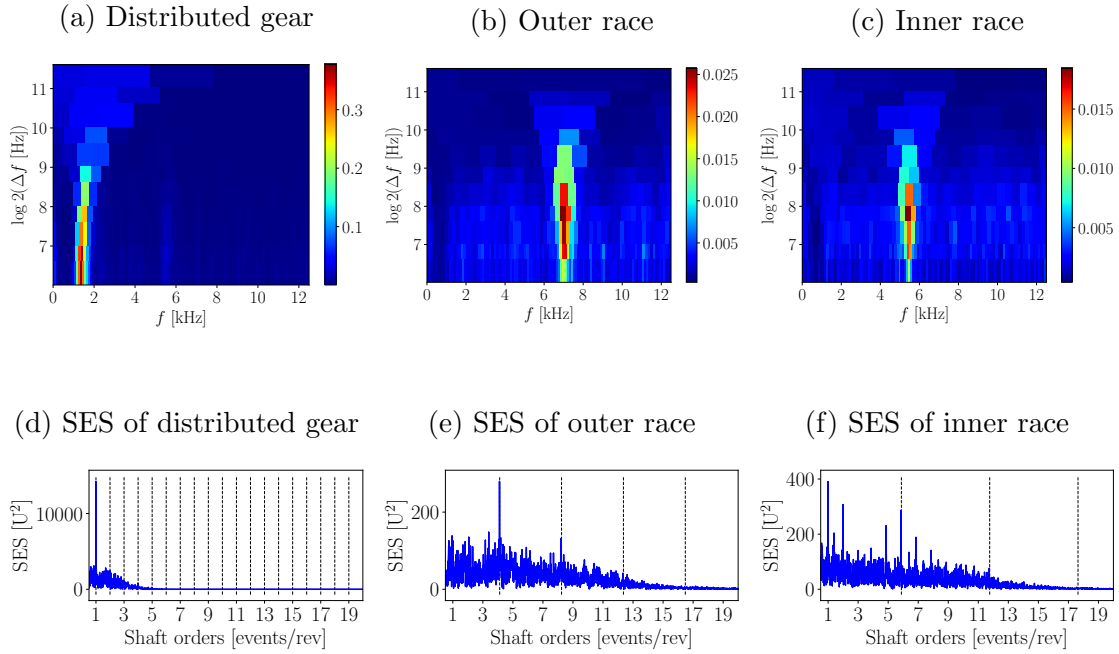 (a) Distributed gear
(b) Outer race
(c) Inner race
11
10
9
8
7
log 2(Δf [Hz])
0 2 4 6 8 10 12
f [kHz]
0.3
0.2
0.1
11
10
9
8
7
log 2(Δf [Hz])
0 2 4 6 8 10 12
f [kHz]
0.025
0.020
0.015
0.010
0.005
11
10
9
8
7
log 2(Δf [Hz])
0 2 4 6 8 10 12
f [kHz]
0.015
0.010
0.005
(d) SES of distributed gear
(e) SES of outer race
(f) SES of inner race
SES [U²]
10000
0
1 3 5 7 9 11 13 15 17 19
Shaft orders [events/rev]
SES [U²]
200
0
1 3 5 7 9 11 13 15 17 19
Shaft orders [events/rev]
SES [U²]
400
200
0
1 3 5 7 9 11 13 15 17 19
Shaft orders [events/rev]